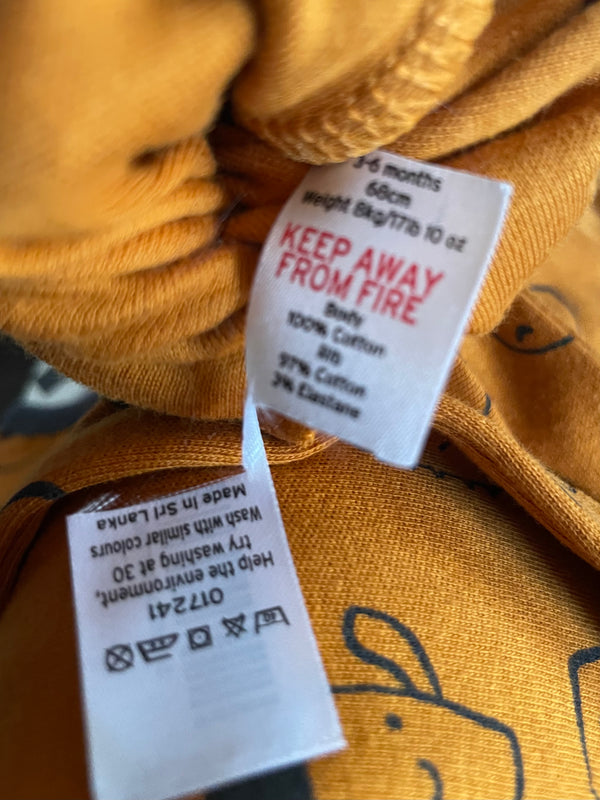 3-6 months
68cm
Weight 8kg/17lb 10 oz
KEEP AWAY
FROM FIRE
Body
100% Cotton
Rib
97% Cotton
3% Elastane
017241
Help the environment,
try washing at 30
Wash with similar colours
Made in Sri Lanka